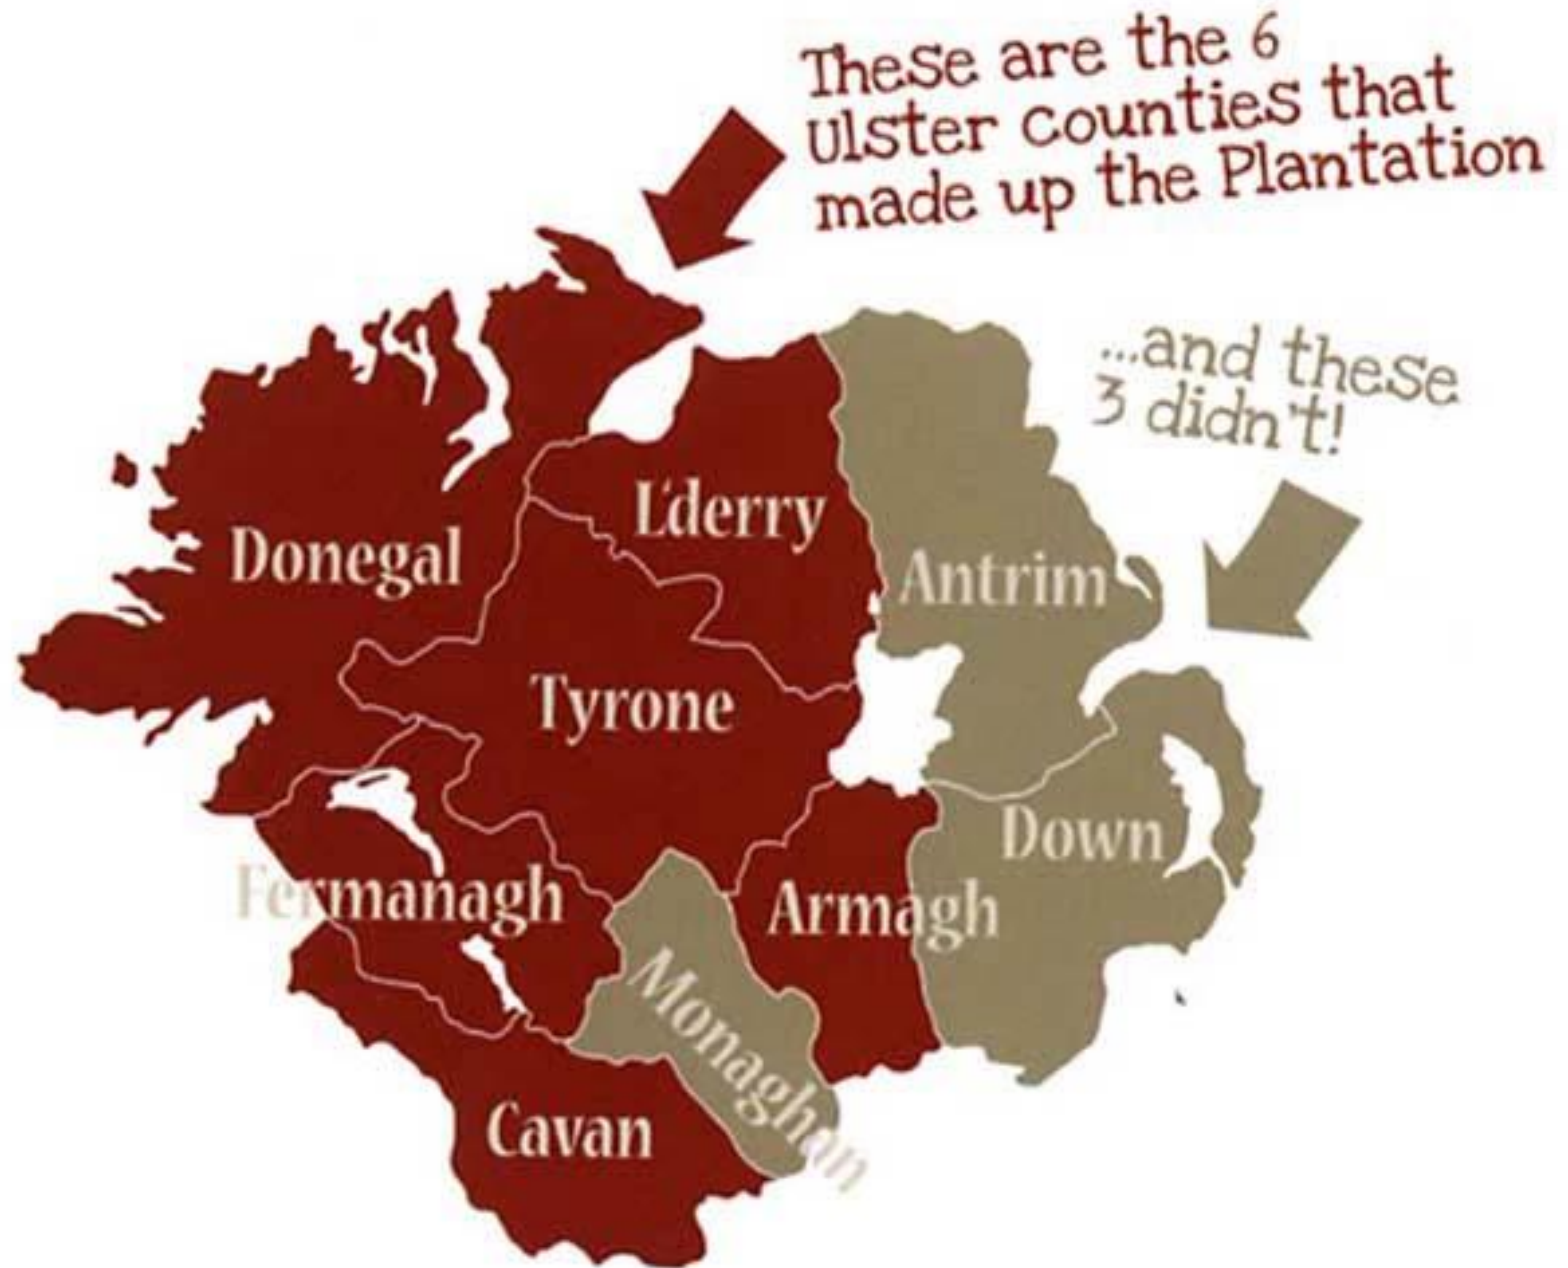 These are the 6
Ulster counties that
made up the Plantation
...and these
3 didn't!
L'derry
Donegal
Antrim
Tyrone
Down
Fermanagh
Armagh
Monaghan
Cavan